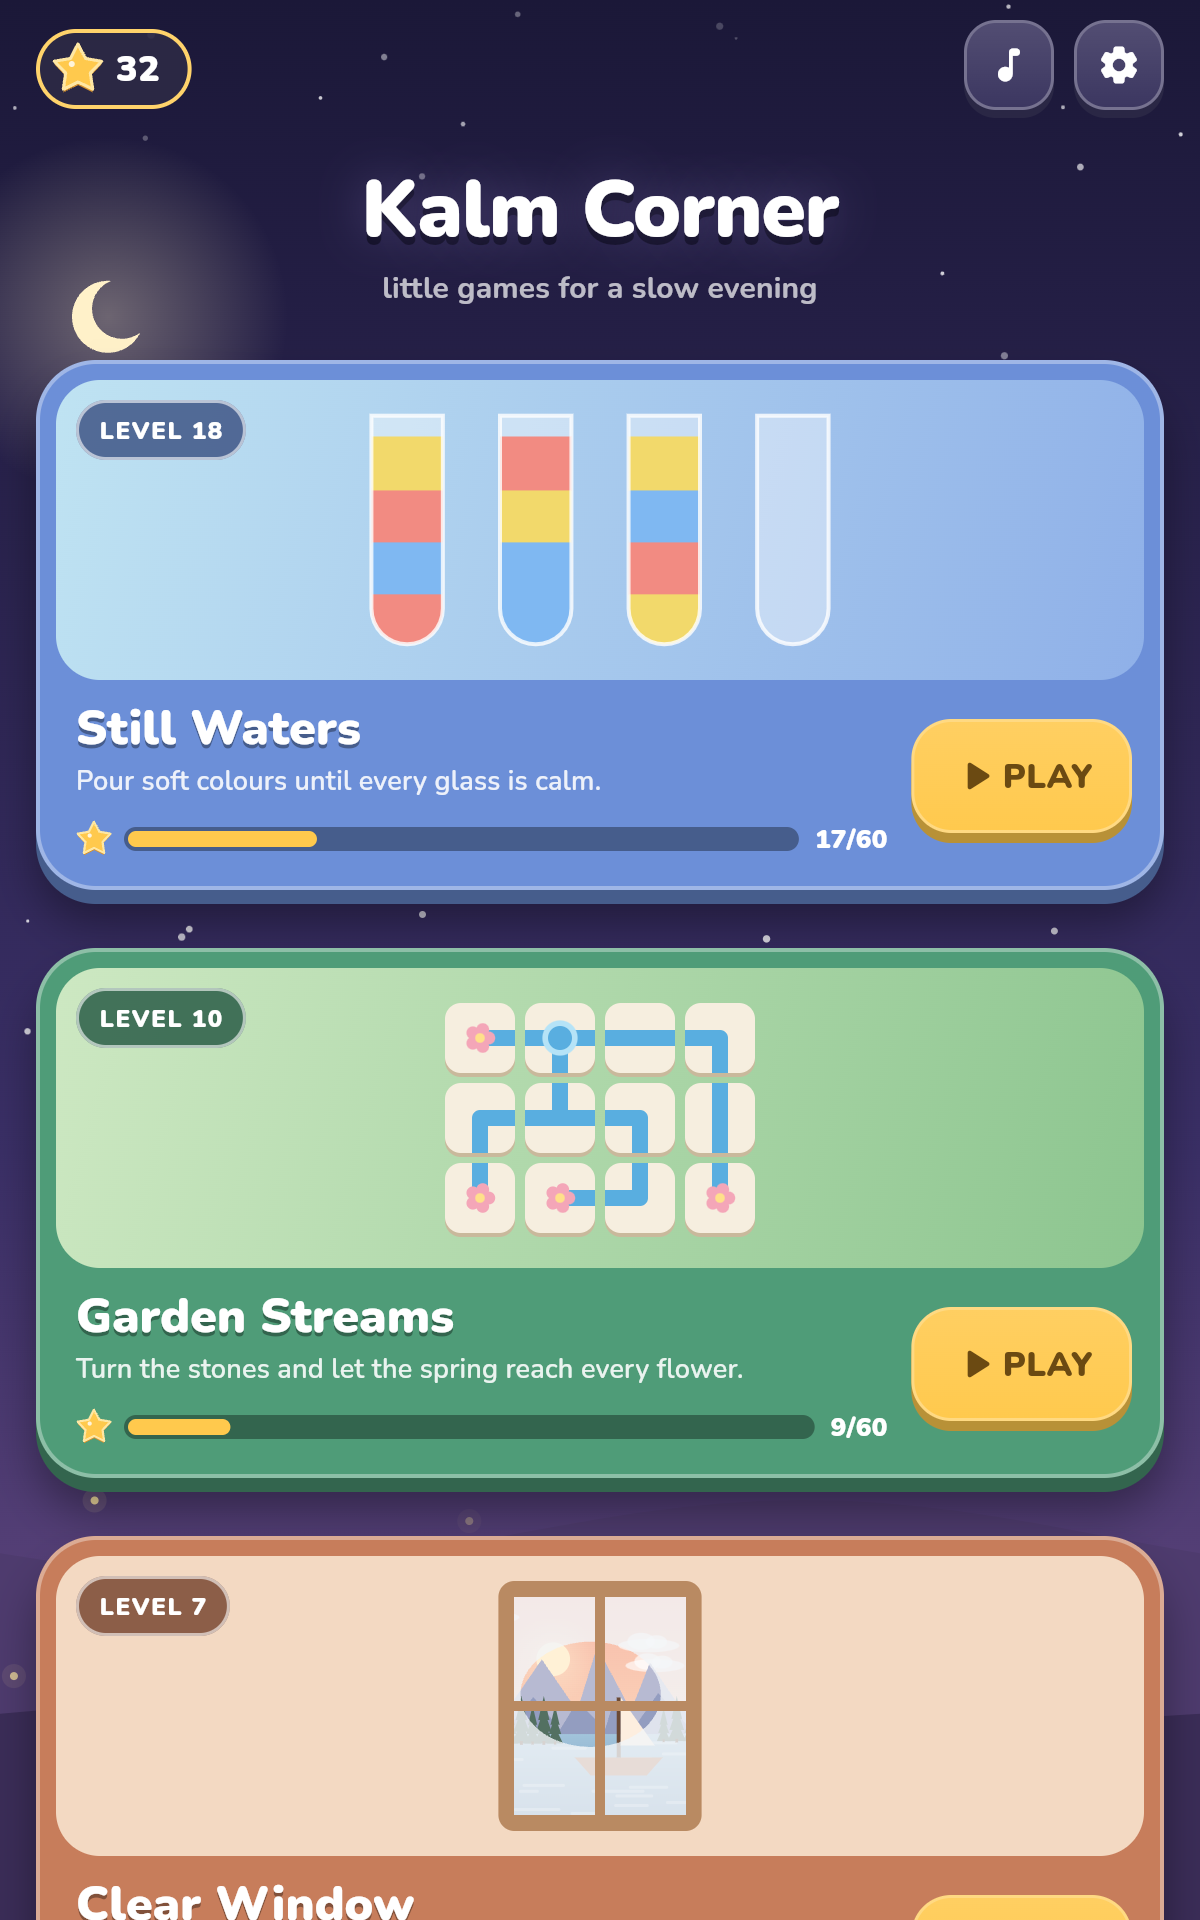 32
Kalm Corner
little games for a slow evening
LEVEL 18
Still Waters
Pour soft colours until every glass is calm.
PLAY
17/60
LEVEL 10
Garden Streams
Turn the stones and let the spring reach every flower.
PLAY
9/60
LEVEL 7
Clear Window